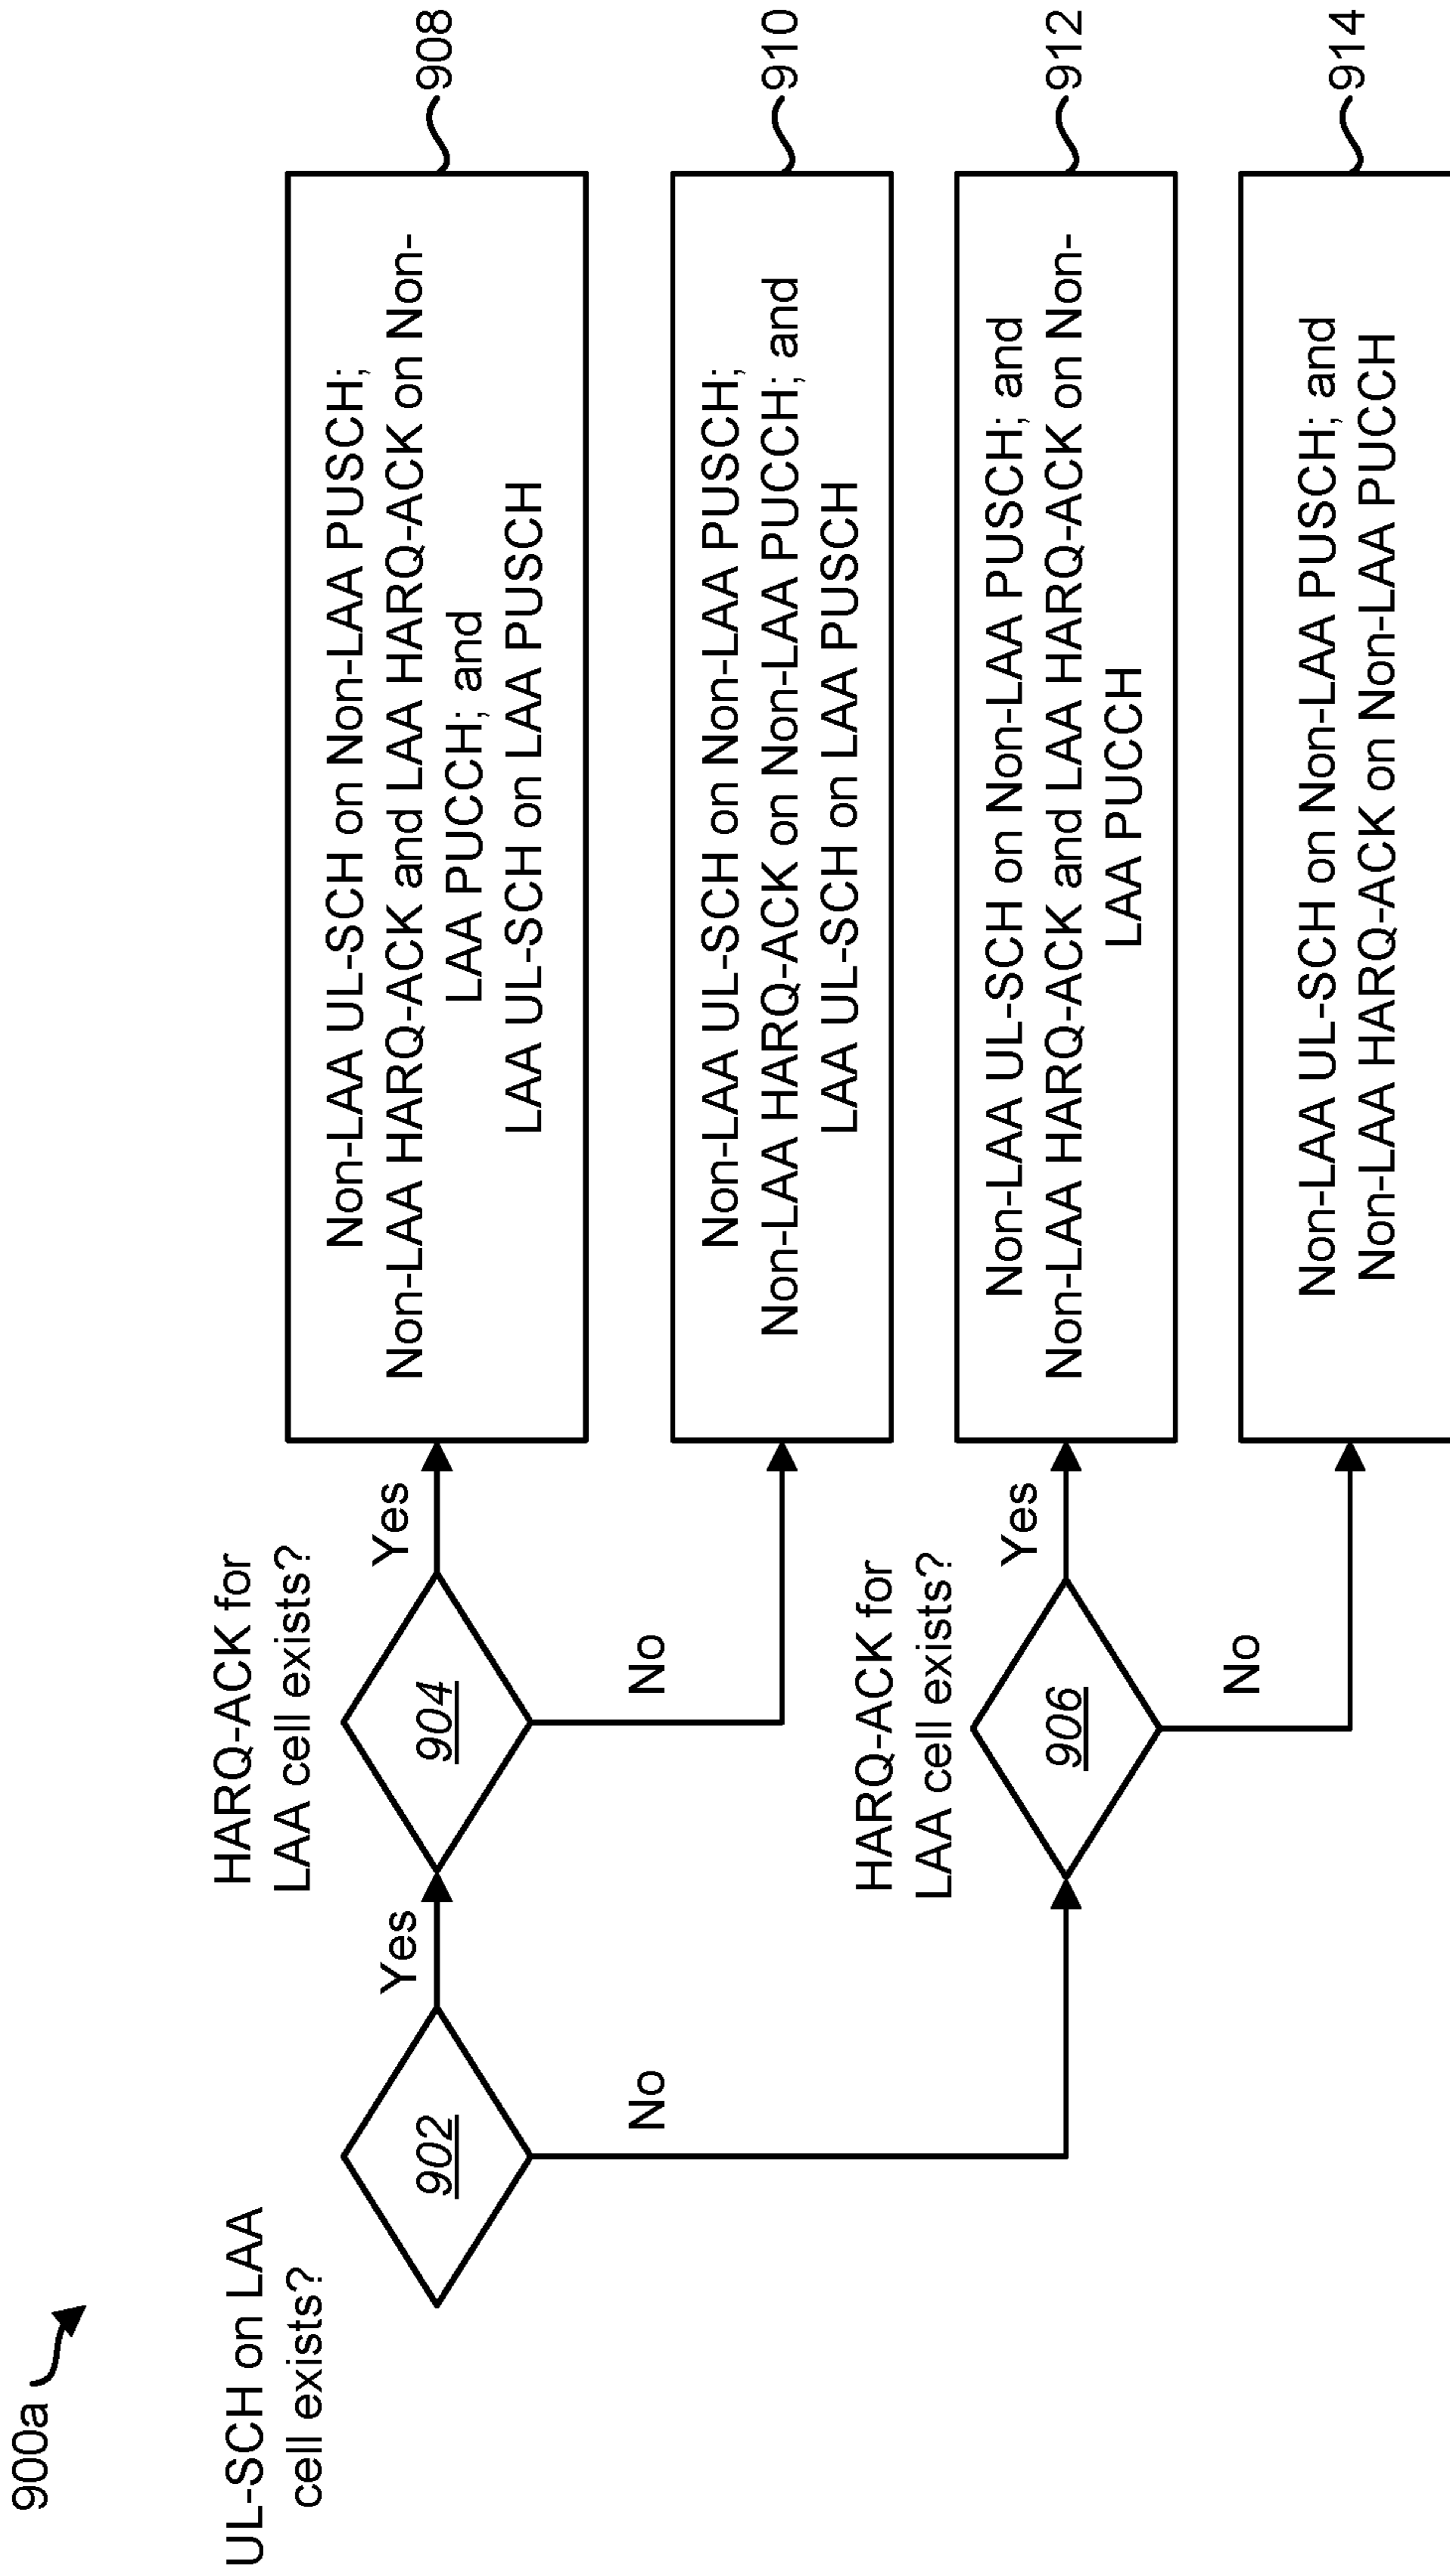 900a
UL-SCH on LAA
cell exists?
902
Yes
No
HARQ-ACK for
LAA cell exists?
904
Yes
No
HARQ-ACK for
LAA cell exists?
906
Yes
No
Non-LAA UL-SCH on Non-LAA PUSCH;
Non-LAA HARQ-ACK and LAA HARQ-ACK on Non-
LAA PUCCH; and
LAA UL-SCH on LAA PUSCH
908
Non-LAA UL-SCH on Non-LAA PUSCH;
Non-LAA HARQ-ACK on Non-LAA PUCCH; and
LAA UL-SCH on LAA PUSCH
910
Non-LAA UL-SCH on Non-LAA PUSCH; and
Non-LAA HARQ-ACK and LAA HARQ-ACK on Non-
LAA PUCCH
912
Non-LAA UL-SCH on Non-LAA PUSCH; and
Non-LAA HARQ-ACK on Non-LAA PUCCH
914